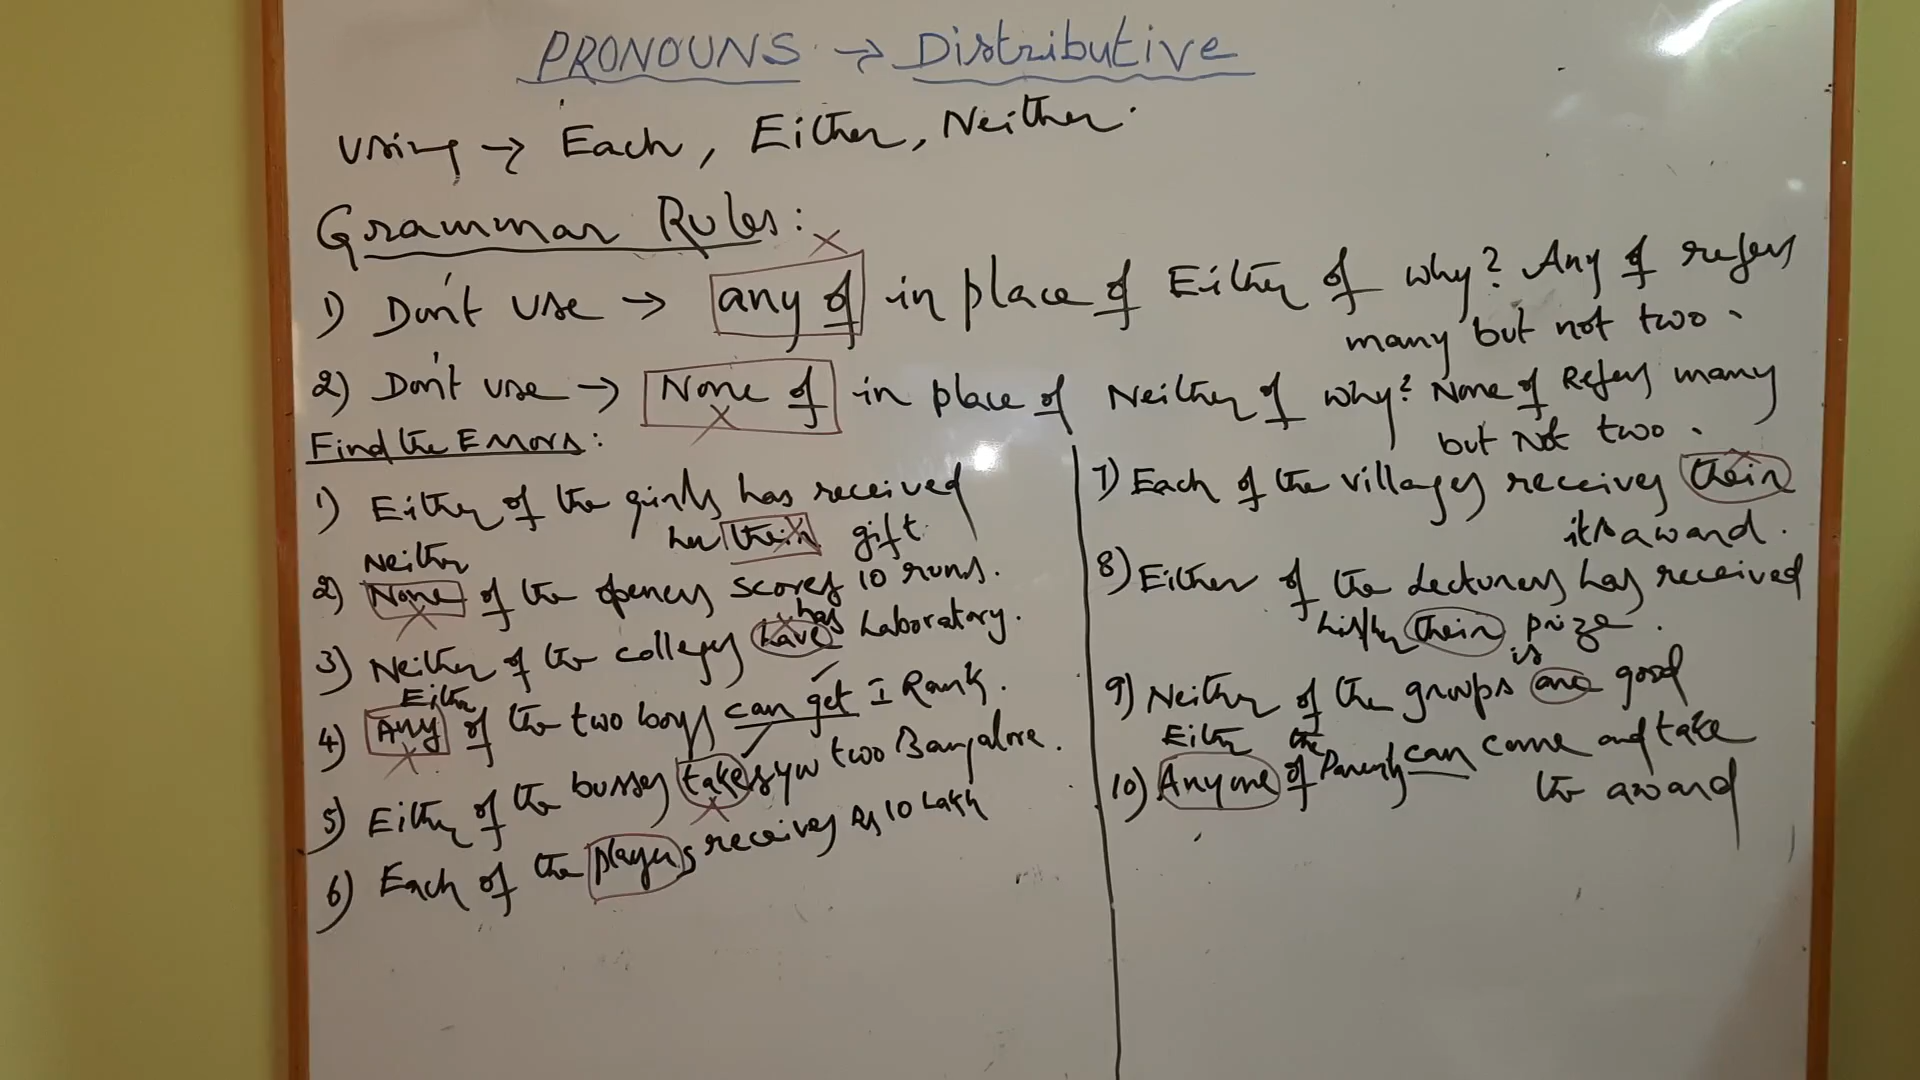 PRONOUNS → Distributive
Using → Each, Either, Neither.
Grammar Rules:
1) Don't use → any of in place of Either of why? Any of refers
many but not two.
2) Don't use → None of in place of Neither of why? None of Refers many
but Not two.
Find the Errors:
1) Either of the girls has received
her their gift.
Neither
2) None of the openers scores 10 runs.
has
3) Neither of the colleges have Laboratory.
Either
4) Any of the two boys can get I Rank.
5) Either of the busses takes you two Bangalore.
6) Each of the players receives Rs 10 Lakh
7) Each of the villages receives their
its award.
8) Either of the Lecturers has received
his/her their prize.
is
9) Neither of the groups are good
Either the
10) Anyone of Parents can come and take
the award